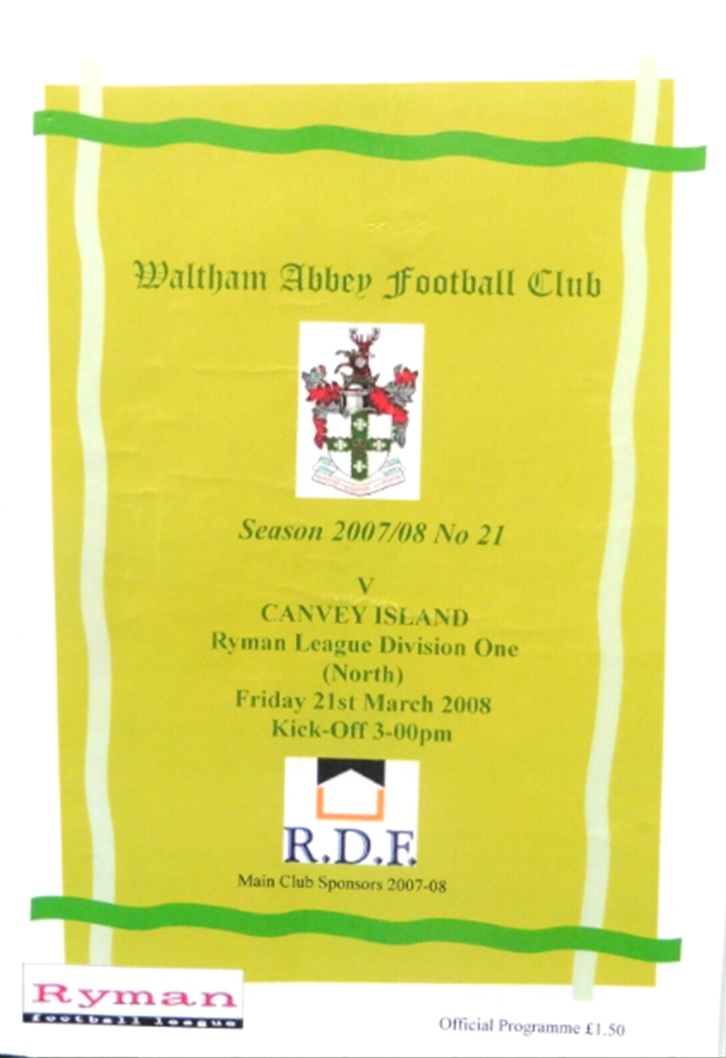 Waltham Abbey Football Club
Season 2007/08 No 21
V
CANVEY ISLAND
Ryman League Division One
(North)
Friday 21st March 2008
Kick-Off 3-00pm
R.D.F.
Main Club Sponsors 2007-08
Ryman
football league
Official Programme £1.50